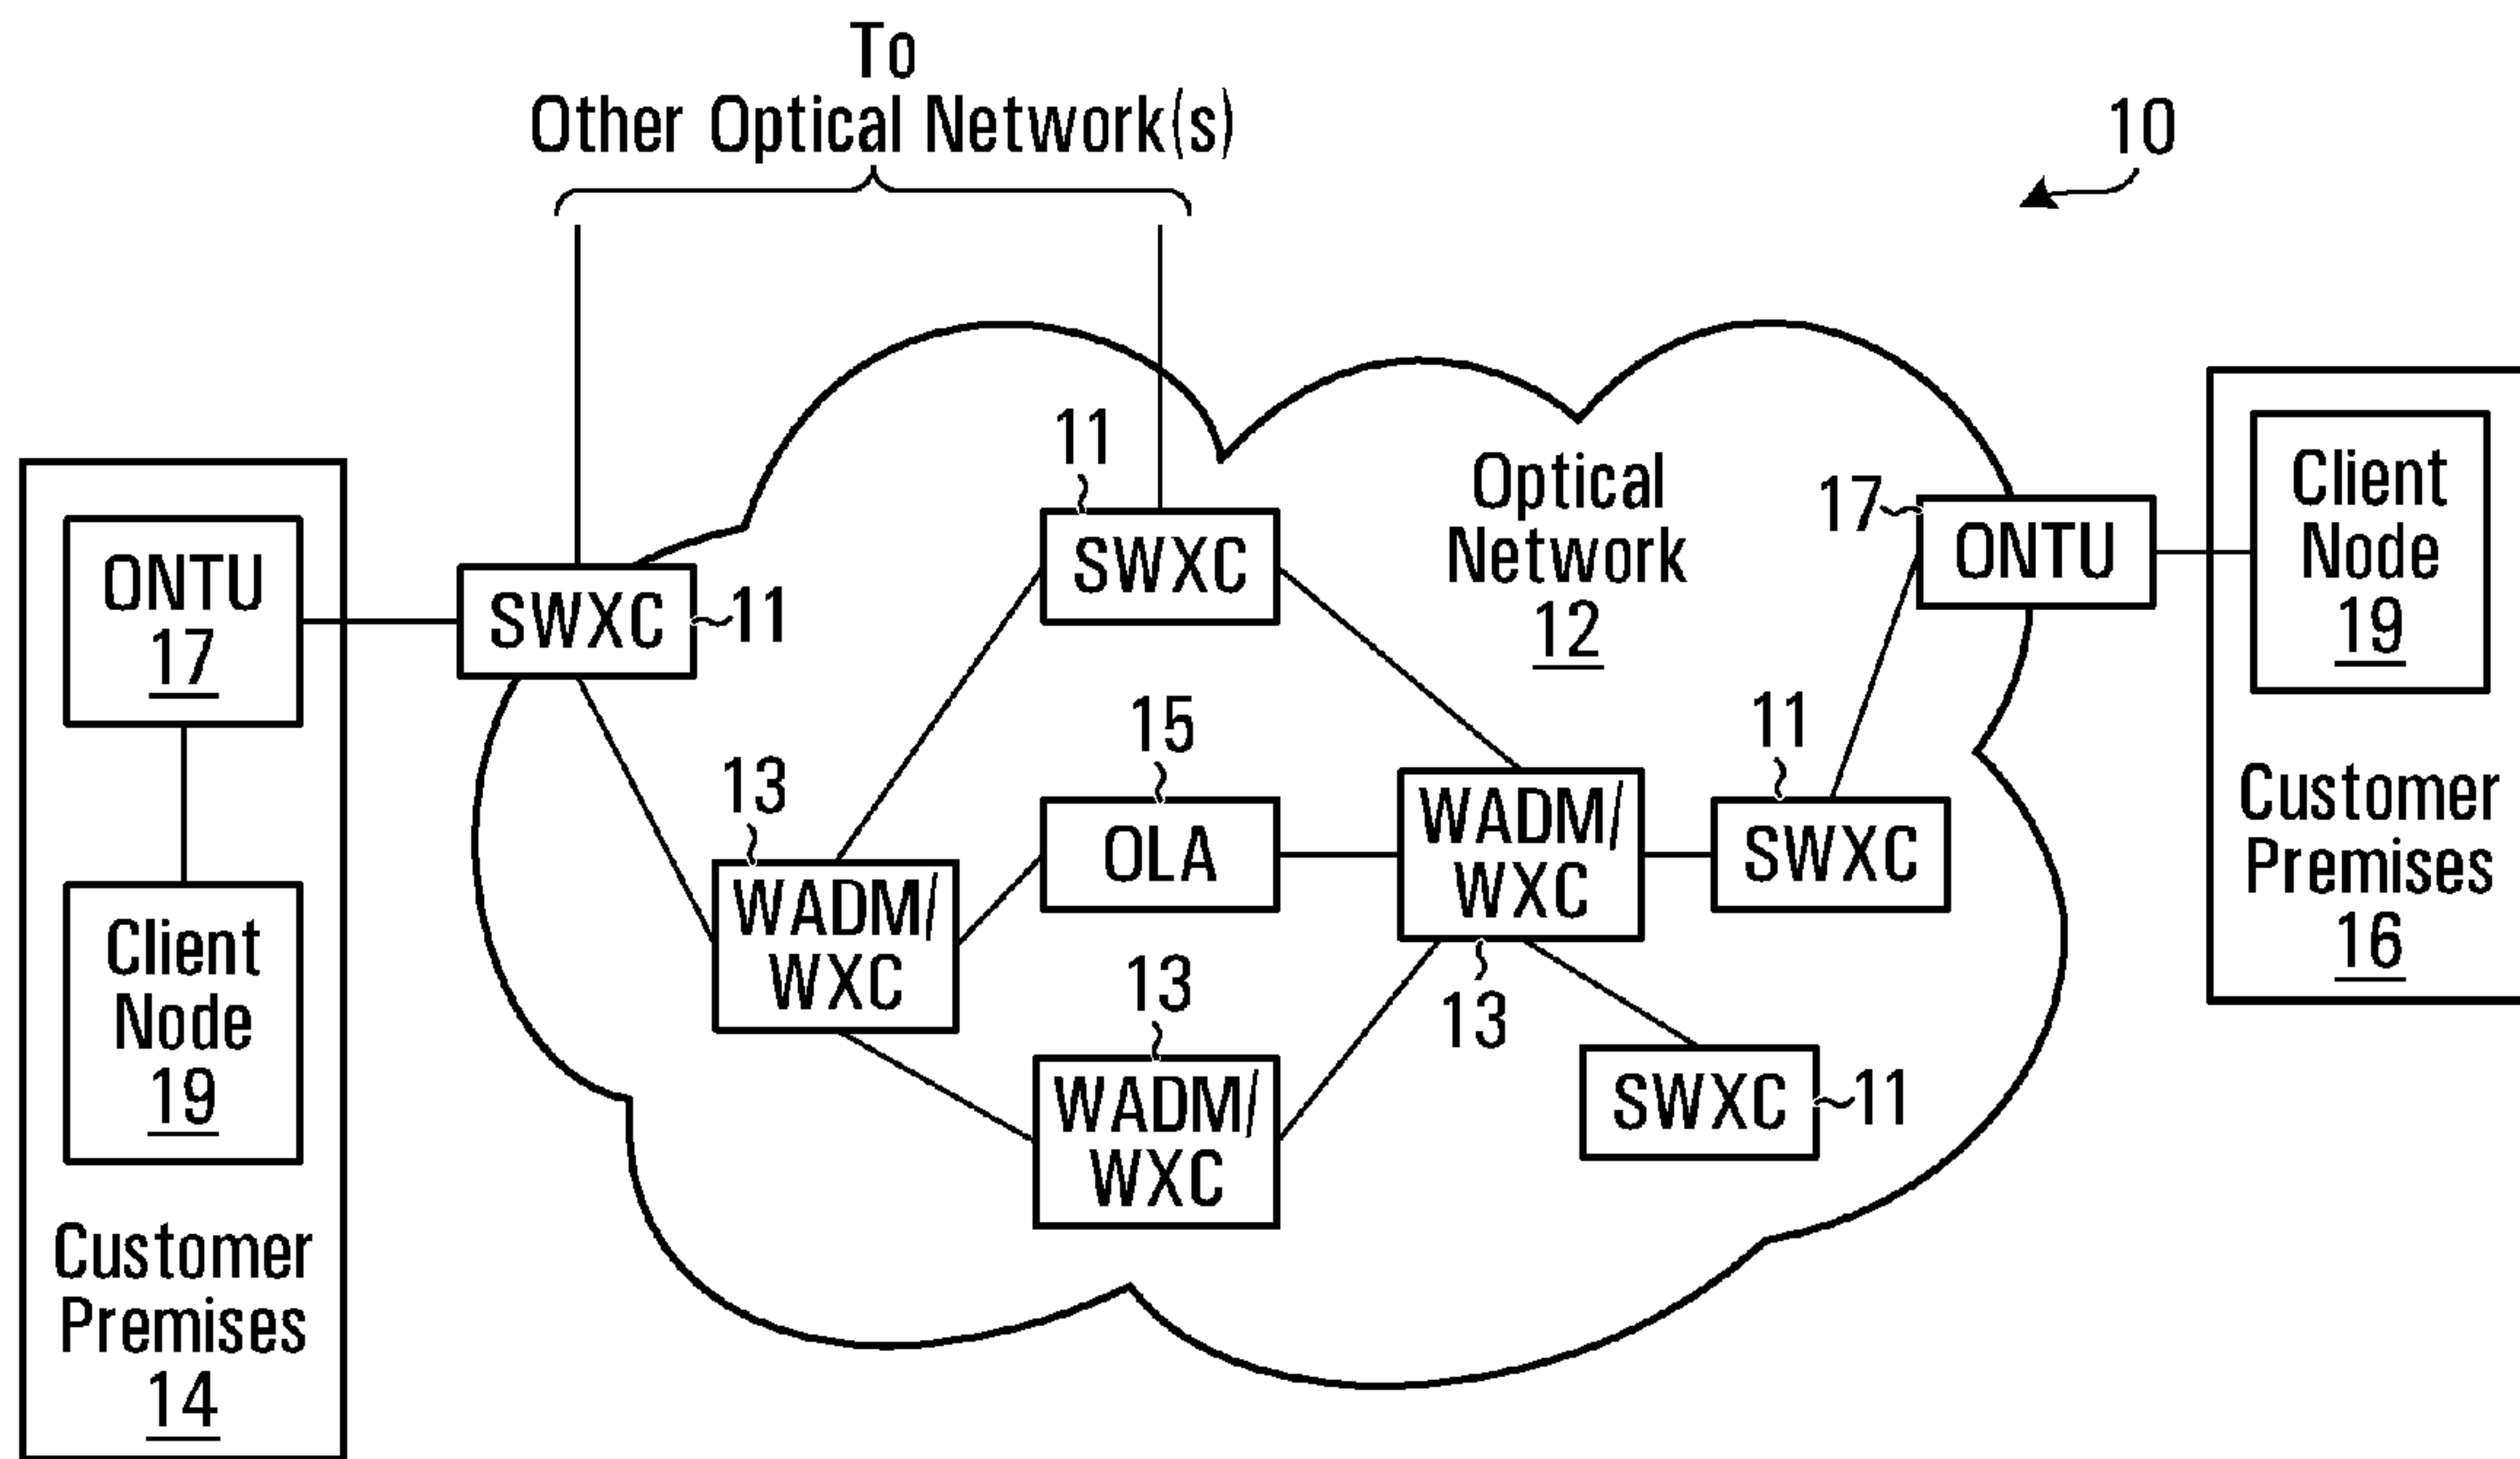 To
Other Optical Network(s)
10
11
Optical
Network
12
17
ONTU
Client
Node
19
Customer
Premises
16
ONTU
17
SWXC
11
SWXC
15
11
13
OLA
WADM/
WXC
13
SWXC
WADM/
WXC
13
WADM/
WXC
SWXC
11
Client
Node
19
Customer
Premises
14